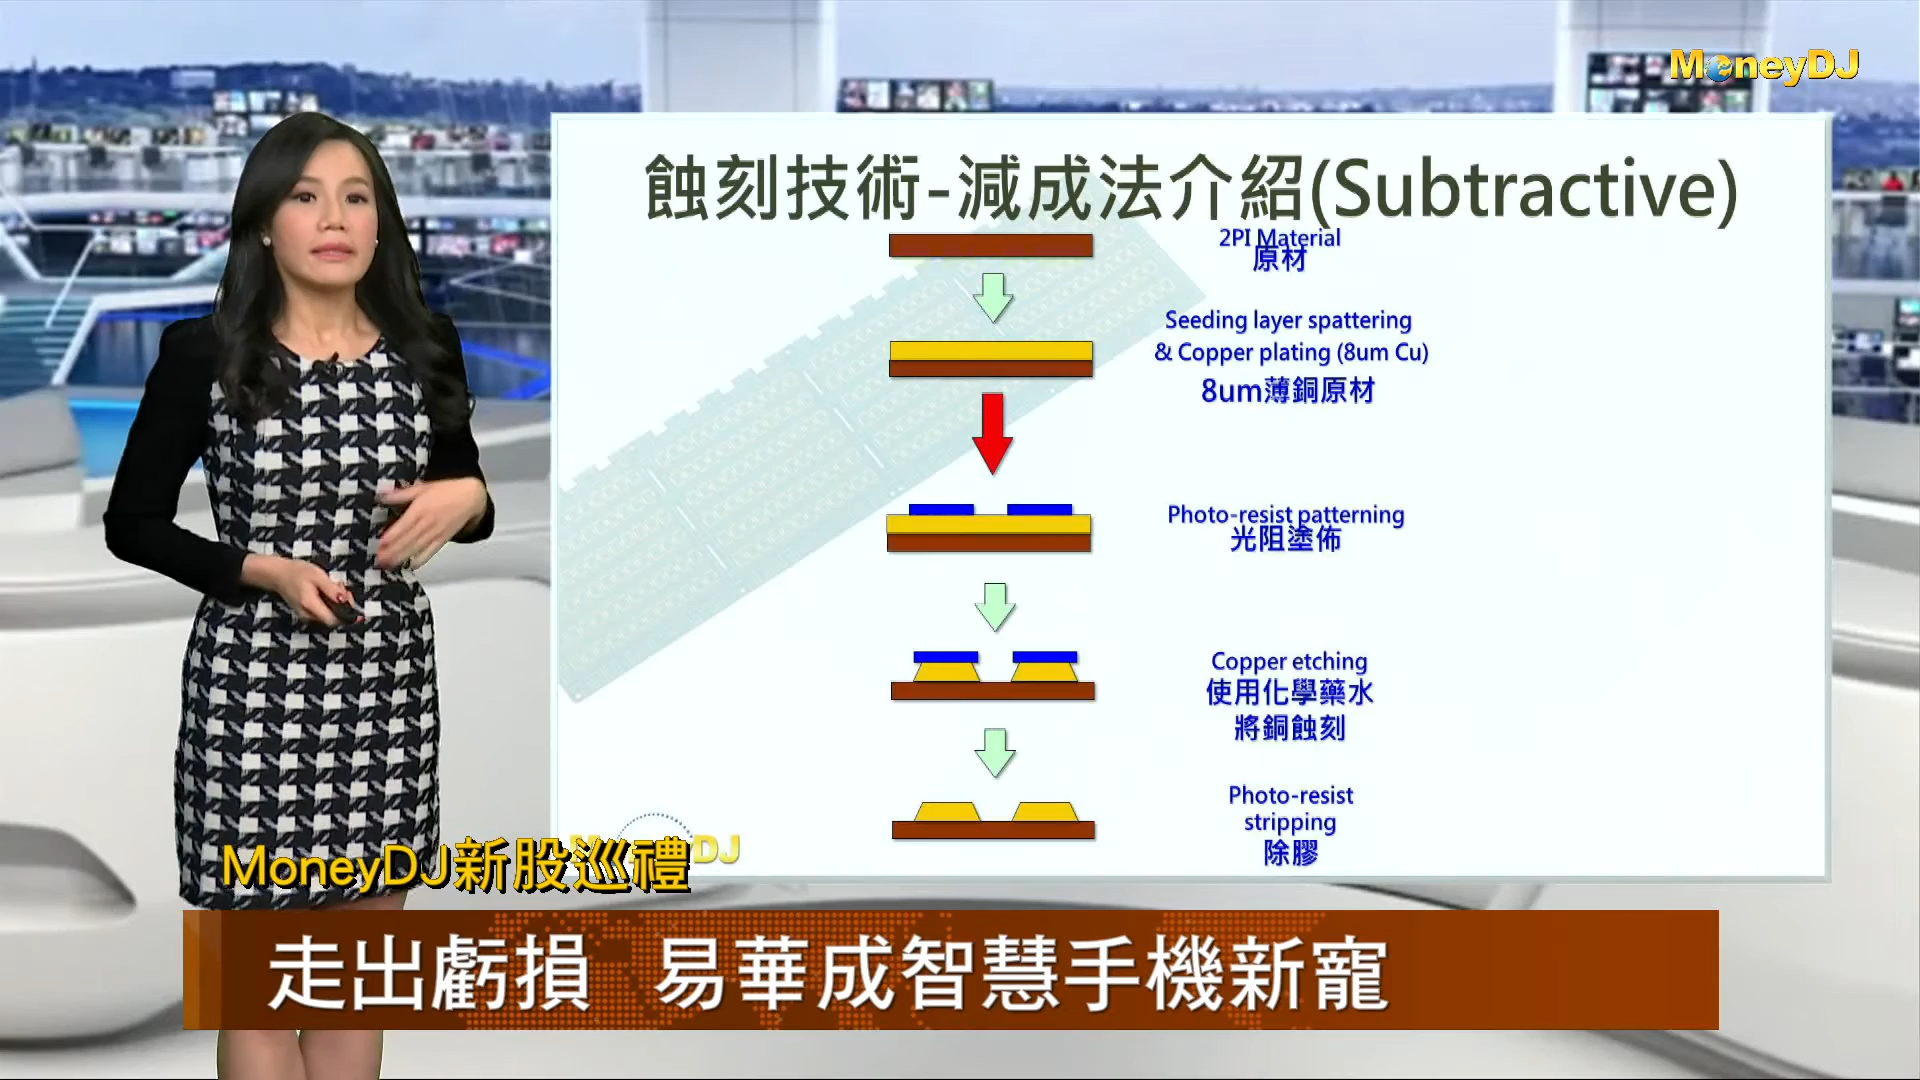 MoneyDJ
蝕刻技術-減成法介紹(Subtractive)
2PI Material
原材
Seeding layer spattering
& Copper plating (8um Cu)
8um薄銅原材
Photo-resist patterning
光阻塗佈
Copper etching
使用化學藥水
將銅蝕刻
Photo-resist
stripping
除膠
MoneyDJ新股巡禮
走出虧損 易華成智慧手機新寵